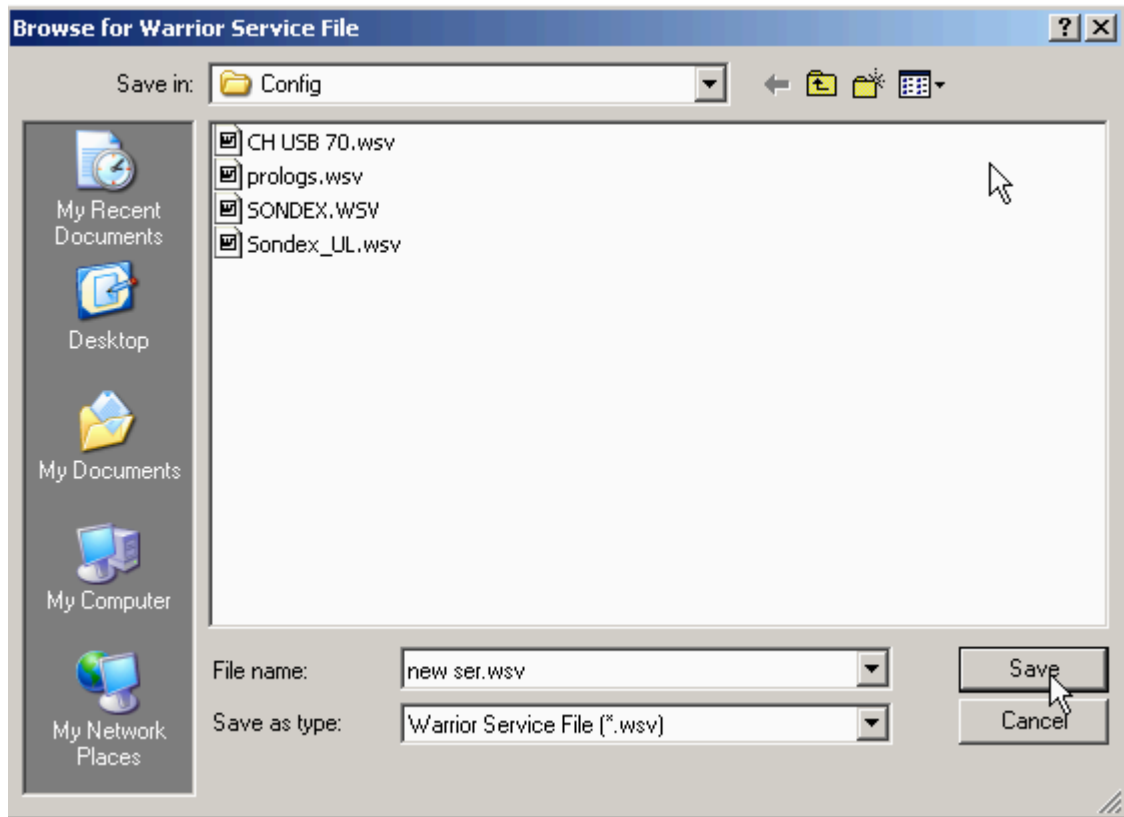 Browse for Warrior Service File
Save in: Config
My Recent
Documents
Desktop
My Documents
My Computer
My Network
Places
CH USB 70.wsv
prologs.wsv
SONDEX.WSV
Sondex_UL.wsv
File name: new ser.wsv Save
Save as type: Warrior Service File (*.wsv) Cancel